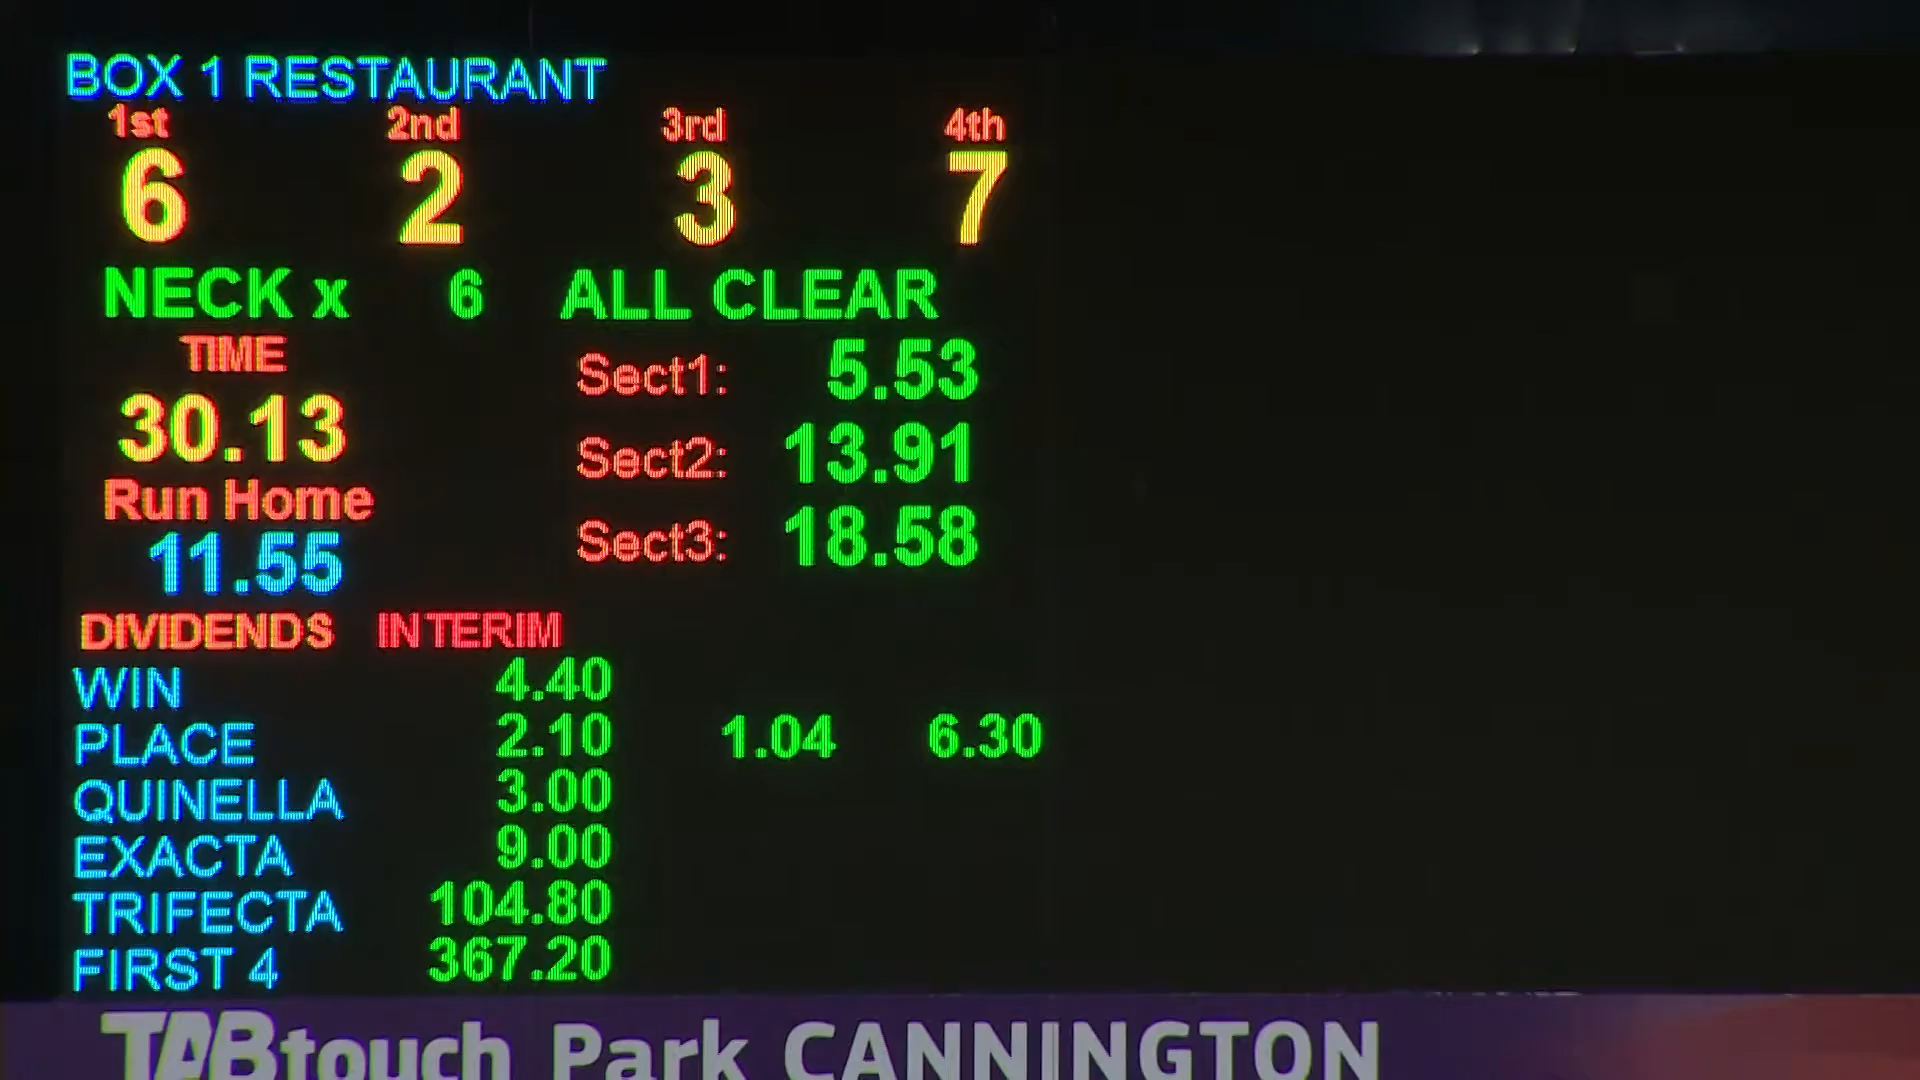 BOX 1 RESTAURANT
1st 2nd 3rd 4th
6 2 3 7
NECK x 6 ALL CLEAR
TIME
30.13
Run Home
11.55
Sect1: 5.53
Sect2: 13.91
Sect3: 18.58
DIVIDENDS INTERIM
WIN 4.40
PLACE 2.10 1.04 6.30
QUINELLA 3.00
EXACTA 9.00
TRIFECTA 104.80
FIRST 4 367.20
TABtouch Park CANNINGTON